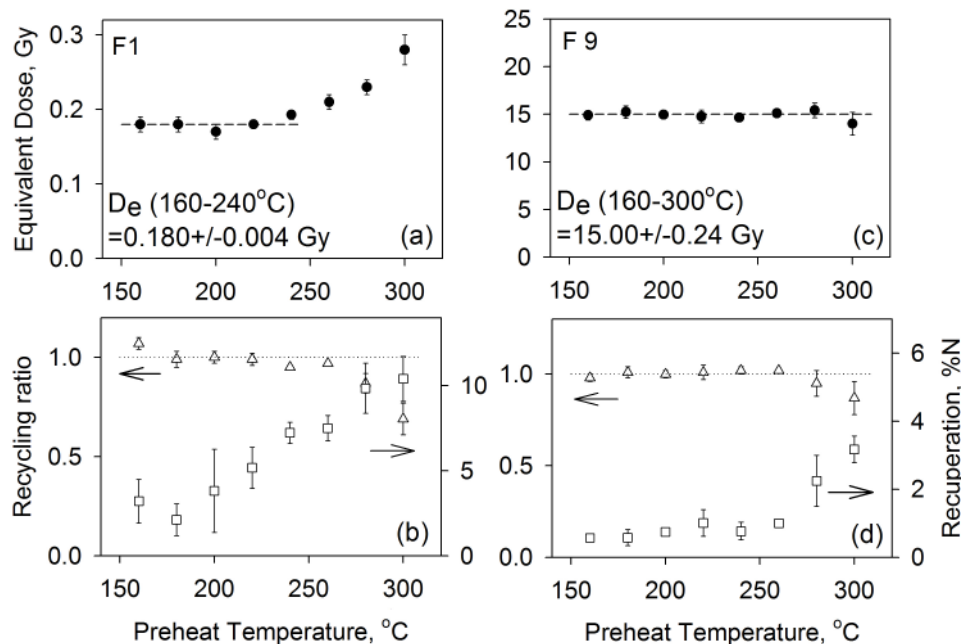 F1
Equivalent Dose, Gy
0.3
0.2
0.1
0.0
De (160-240°C)
=0.180+/-0.004 Gy
(a)
150 200 250 300
F 9
25
20
15
10
5
0
De (160-300°C)
=15.00+/-0.24 Gy
(c)
150 200 250 300
Recycling ratio
1.0
0.5
0.0
10
5
0
(b)
150 200 250 300
Preheat Temperature, °C
1.0
0.5
0.0
6
4
2
0
Recuperation, %N
(d)
150 200 250 300
Preheat Temperature, °C